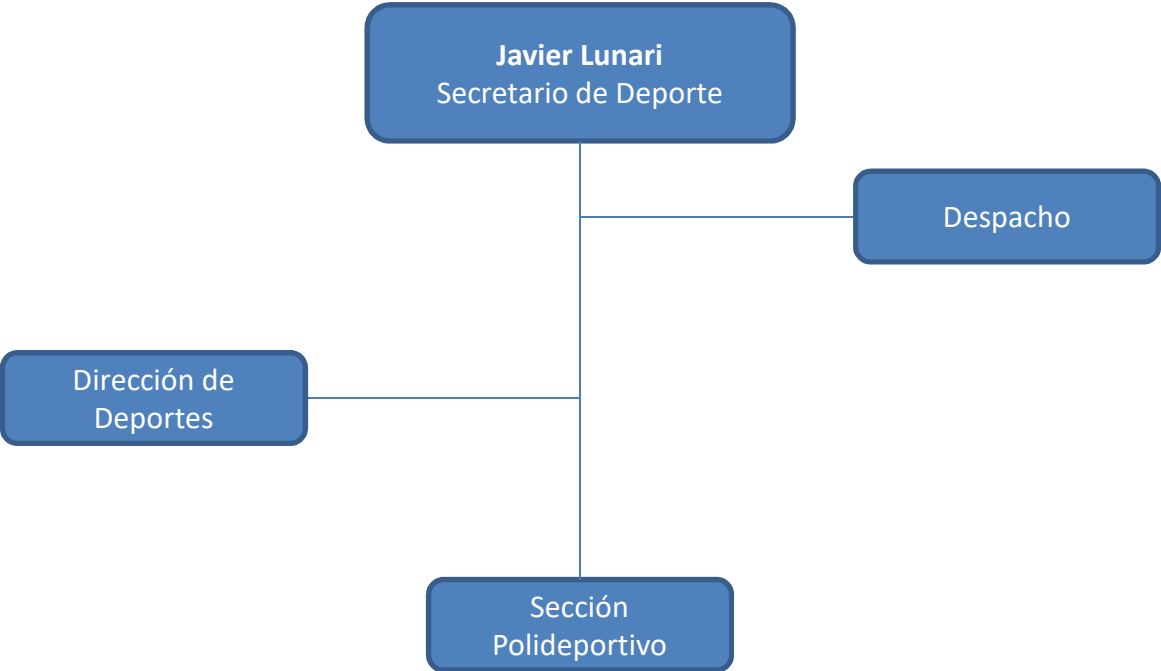 Javier Lunari
Secretario de Deporte
Despacho
Dirección de
Deportes
Sección
Polideportivo